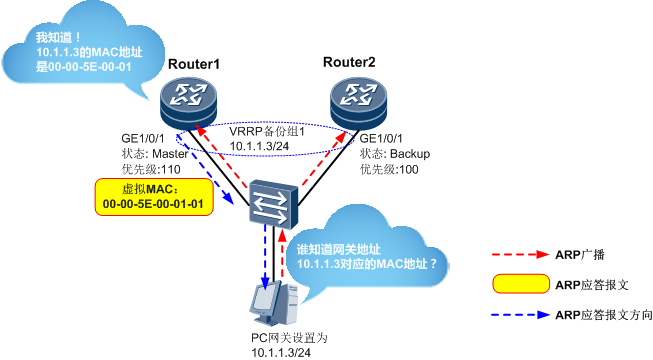 我知道！
10.1.1.3的MAC地址
是00-00-5E-00-01
Router1
Router2
VRRP备份组1
10.1.1.3/24
GE1/0/1
状态: Master
优先级:110
GE1/0/1
状态: Backup
优先级:100
虚拟MAC:
00-00-5E-00-01-01
谁知道网关地址
10.1.1.3对应的MAC地址？
PC网关设置为
10.1.1.3/24
ARP广播
ARP应答报文
ARP应答报文方向